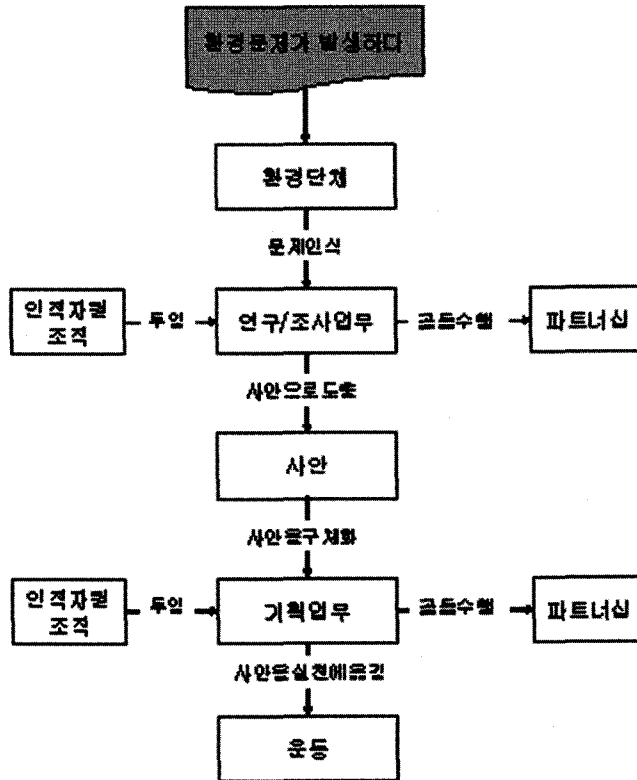 환경문제가 발생하다
환경단체
문제인식
인적자원
조직
투입
연구/조사업무
공동수행
파트너십
사안으로 도출
사안
사안을구체화
인적자원
조직
투입
기획업무
공동수행
파트너십
사안을실천에옮김
운동